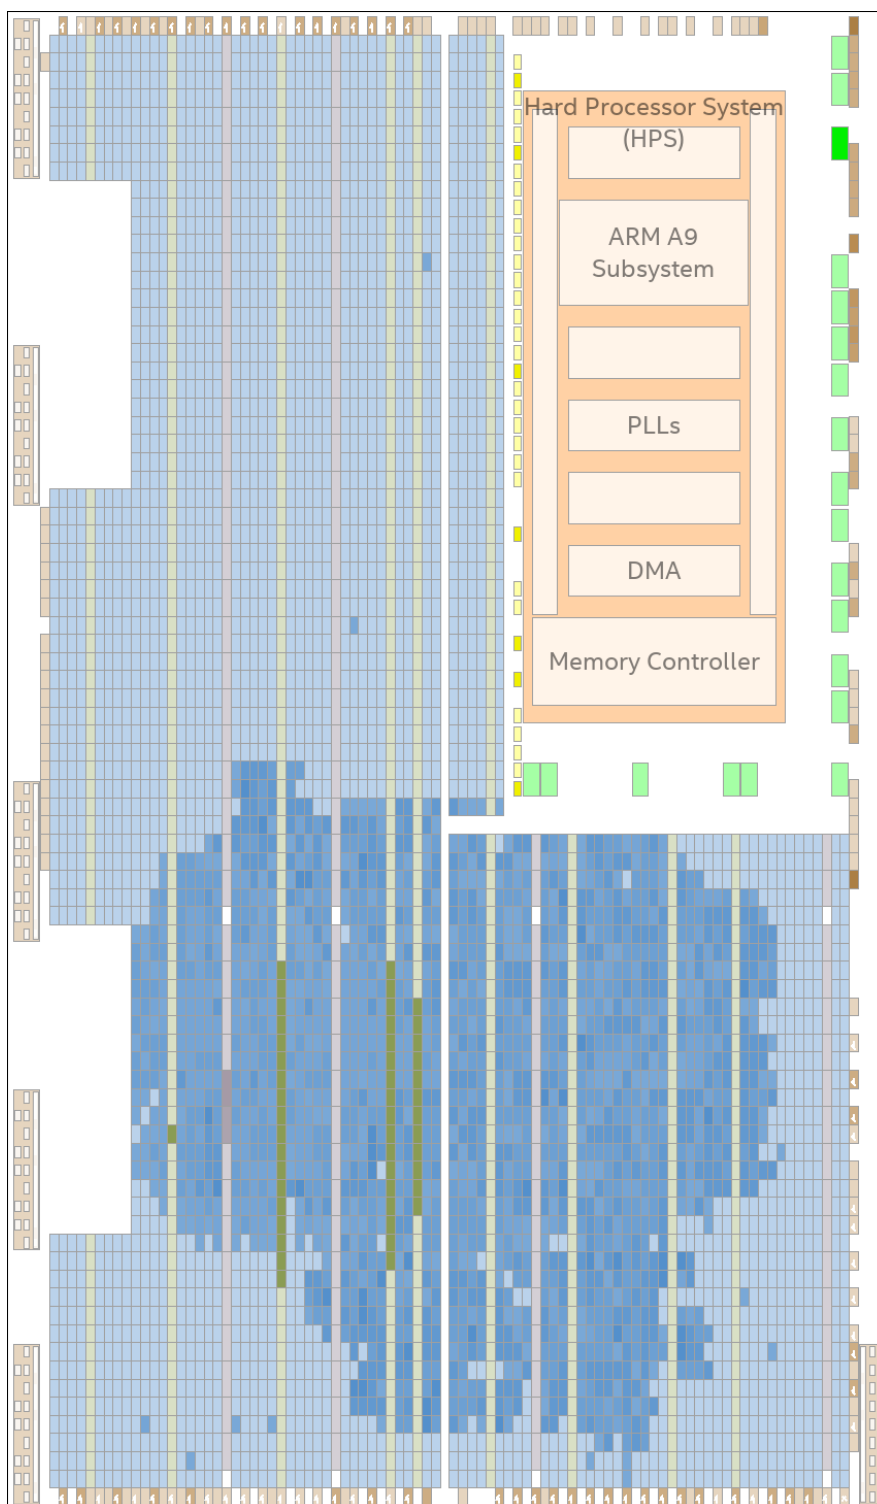 Hard Processor System
(HPS)
ARM A9
Subsystem
PLLs
DMA
Memory Controller